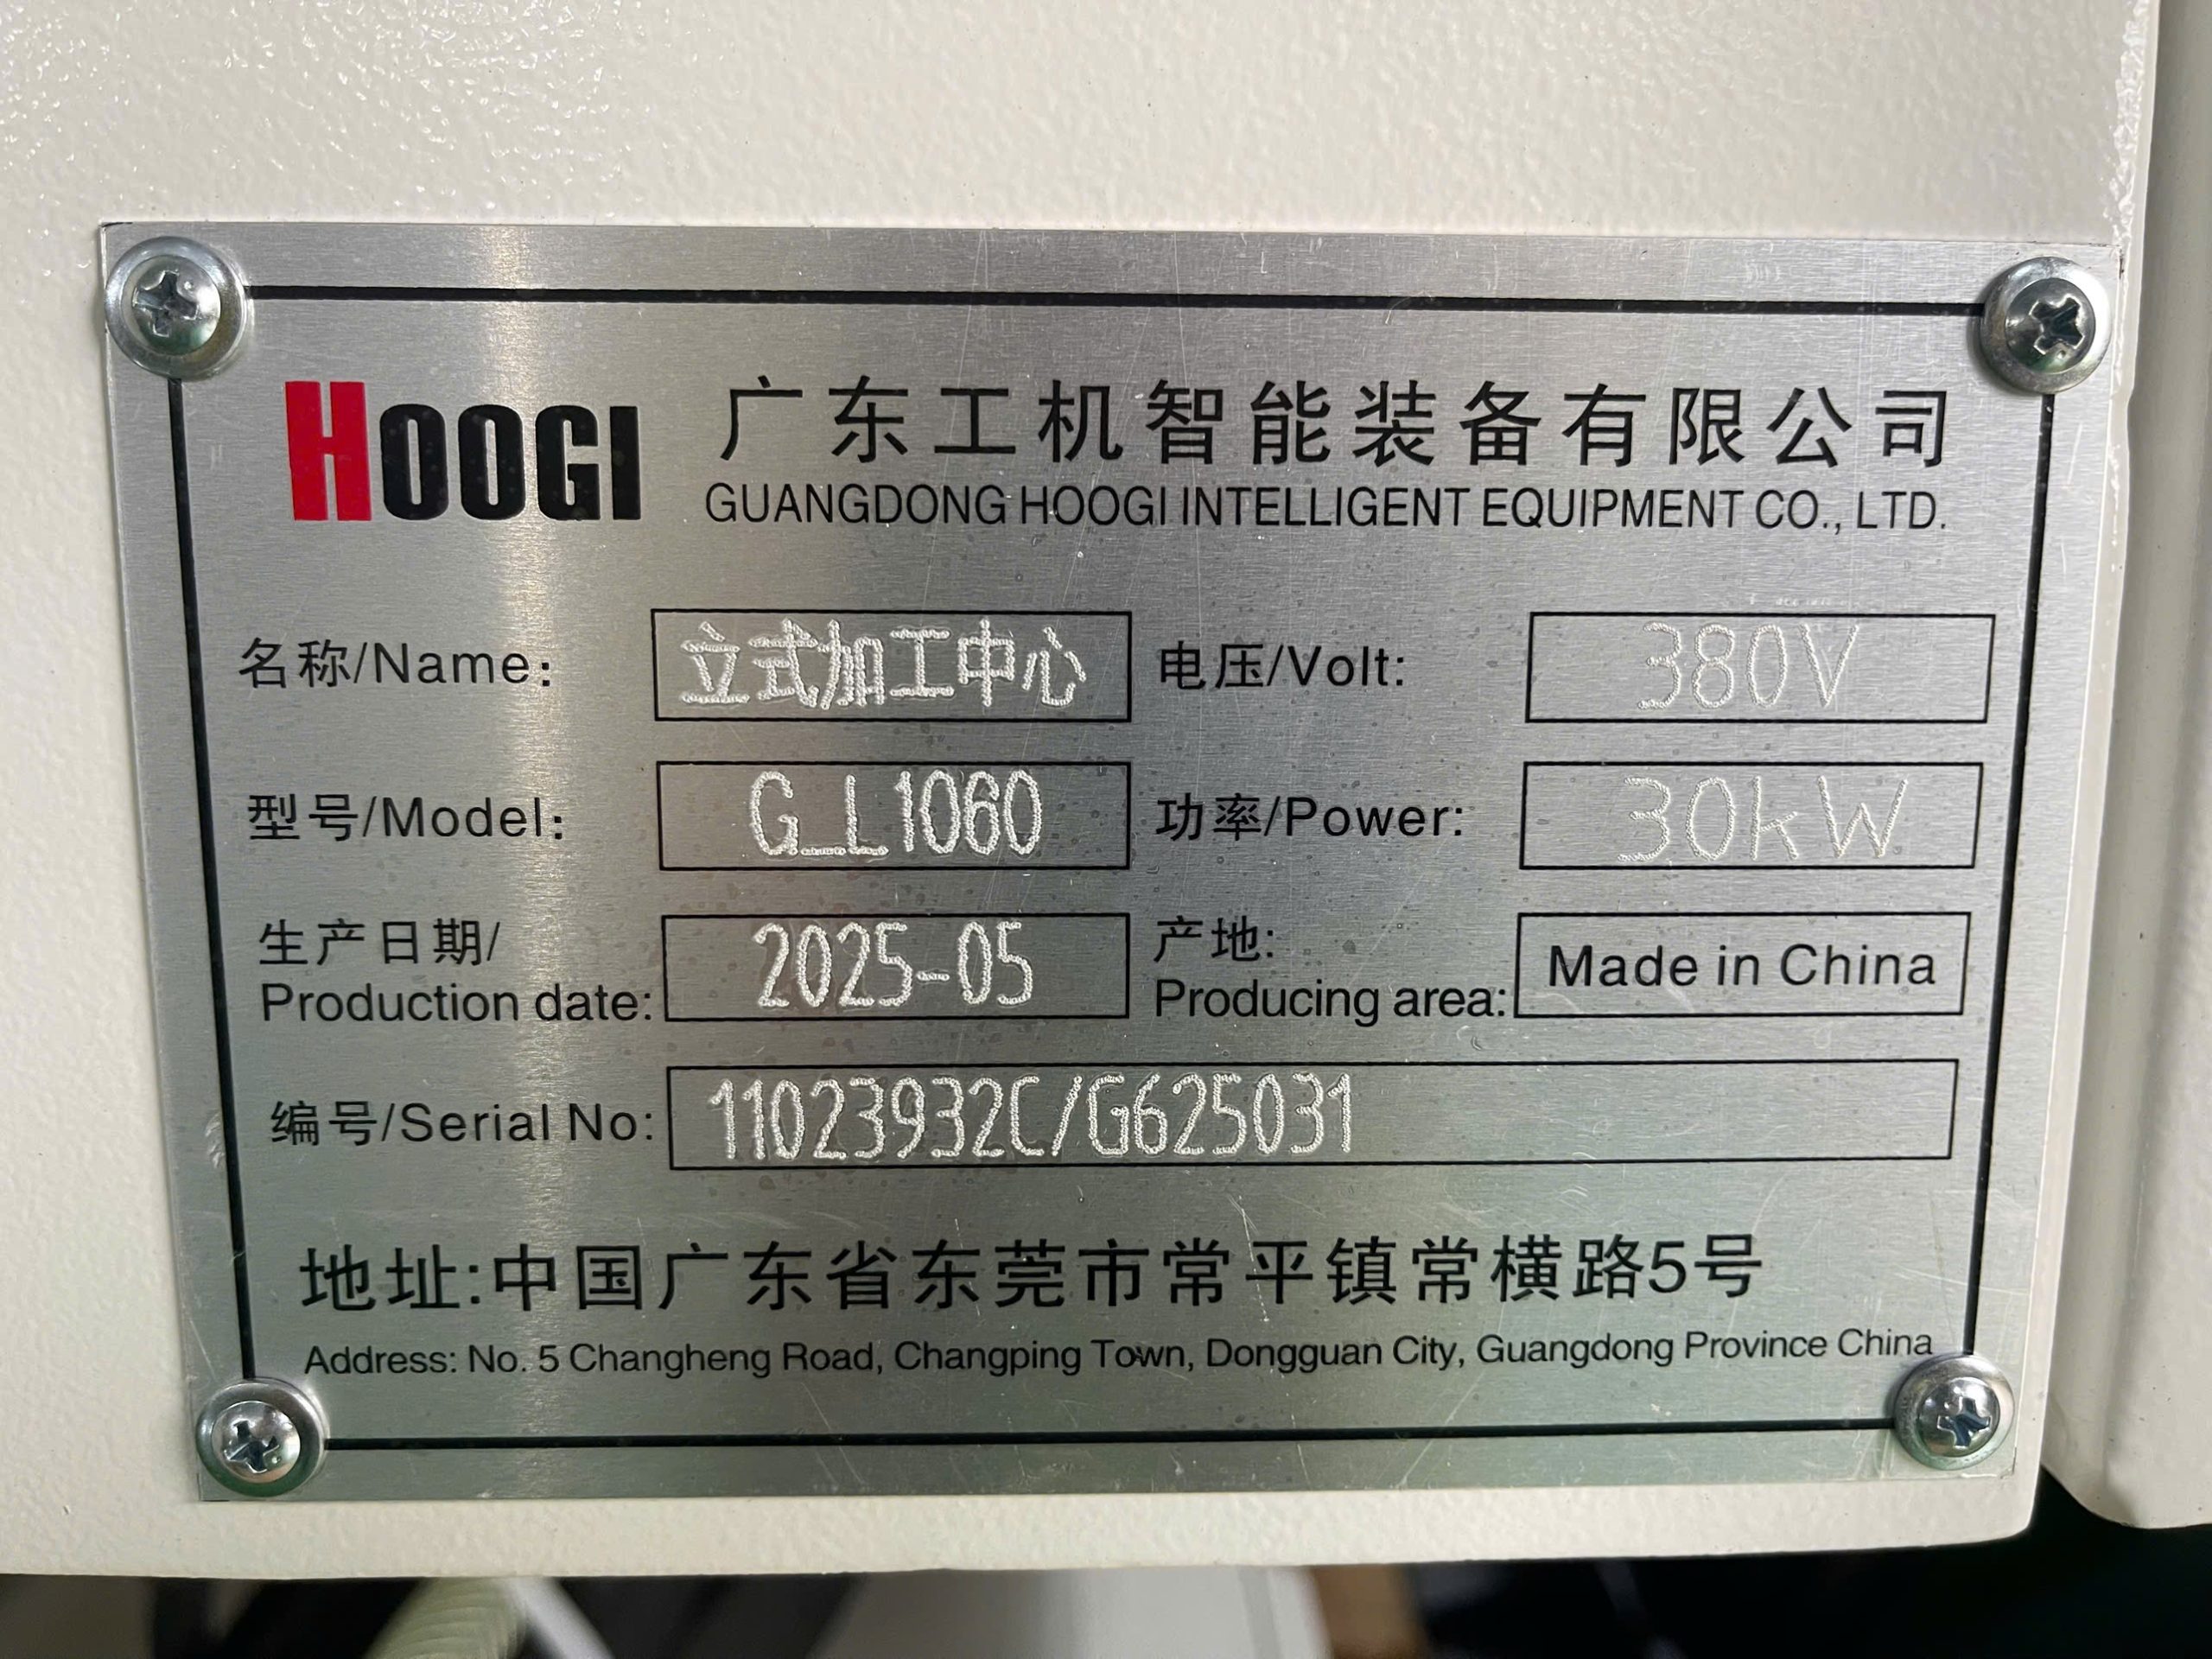 HOOGI 广东工机智能装备有限公司
GUANGDONG HOOGI INTELLIGENT EQUIPMENT CO., LTD.
名称/Name: 立式加工中心 电压/Volt: 380V
型号/Model: G_L1060 功率/Power: 30kW
生产日期/ 产地:
Production date: 2025-05 Producing area: Made in China
编号/Serial No: 11023932C/G625031
地址:中国广东省东莞市常平镇常横路5号
Address: No. 5 Changheng Road, Changping Town, Dongguan City, Guangdong Province China